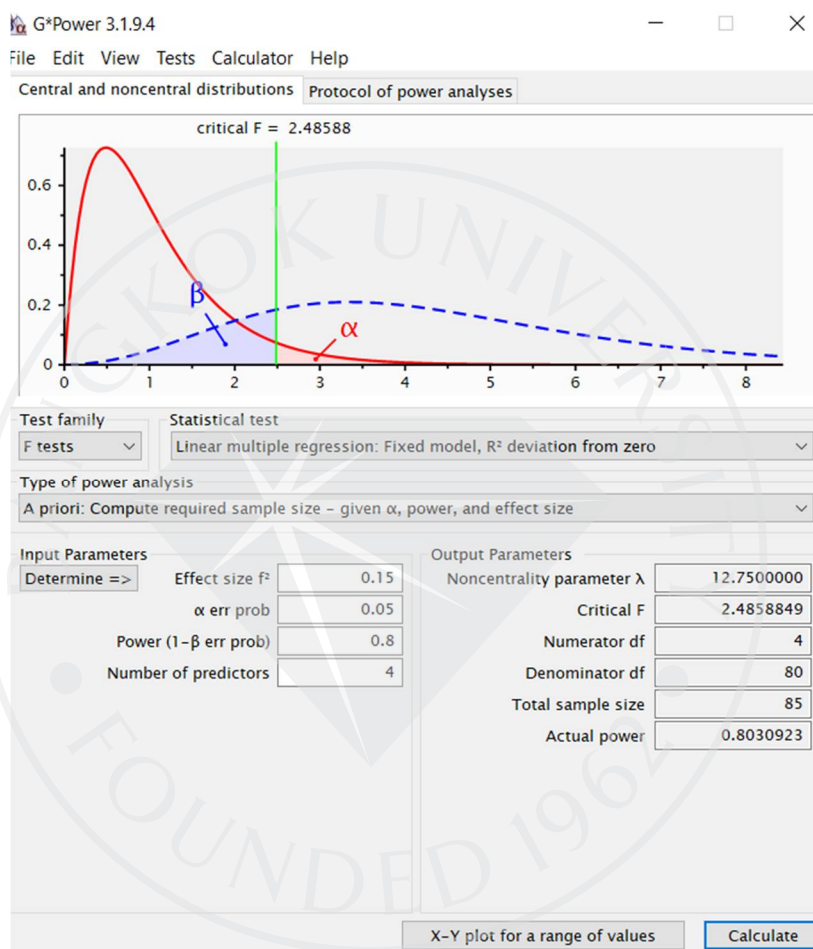 G*Power 3.1.9.4
File Edit View Tests Calculator Help
Central and noncentral distributions Protocol of power analyses
critical F = 2.48588
0.6
0.4
0.2
0
β
α
0 1 2 3 4 5 6 7 8
Test family Statistical test
F tests Linear multiple regression: Fixed model, R² deviation from zero
Type of power analysis
A priori: Compute required sample size – given α, power, and effect size
Input Parameters Output Parameters
Determine => Effect size f² 0.15 Noncentrality parameter λ 12.7500000
α err prob 0.05 Critical F 2.4858849
Power (1-β err prob) 0.8 Numerator df 4
Number of predictors 4 Denominator df 80
Total sample size 85
Actual power 0.8030923
X-Y plot for a range of values Calculate
BANGKOK UNIVERSITY
FOUNDED 1962